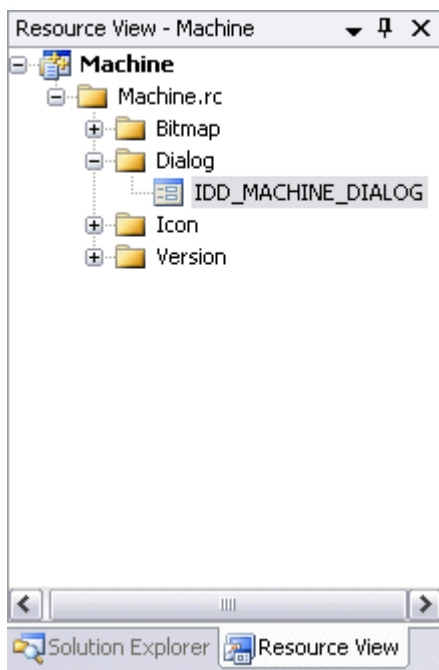 Resource View - Machine
Machine
Machine.rc
Bitmap
Dialog
IDD_MACHINE_DIALOG
Icon
Version
Solution Explorer Resource View